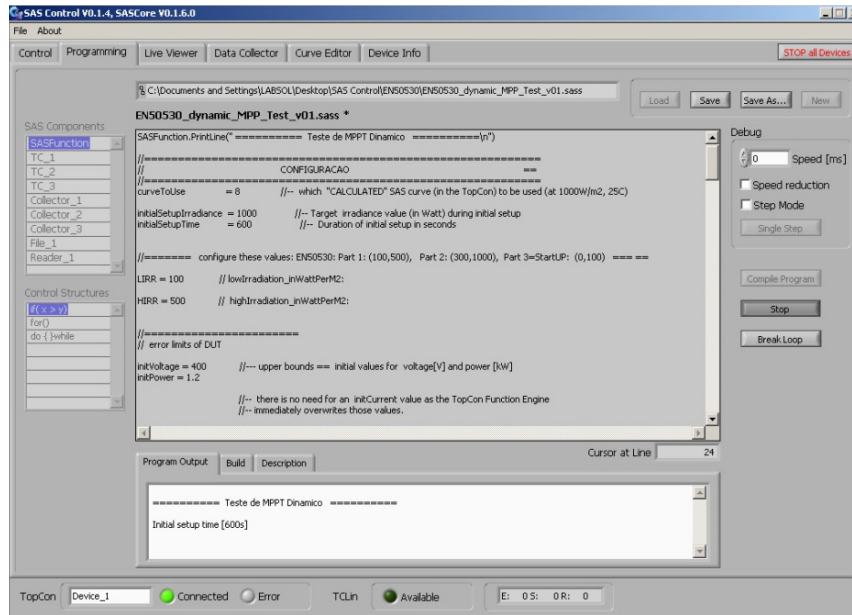 SAS Control V0.1.4, SASCore V0.1.6.0
File About
Control Programming Live Viewer Data Collector Curve Editor Device Info STOP all Devices
C:\Documents and Settings\LABSOL\Desktop\SAS Control\EN50530\EN50530_dynamic_MPP_Test_v01.sass
Load Save Save As... New
EN50530_dynamic_MPP_Test_v01.sass *
SAS Components
SASFunction
TC_1
TC_2
TC_3
Collector_1
Collector_2
Collector_3
File_1
Reader_1
Control Structures
if( x > y)
for()
do { }while
SASFunction.PrintLine(" ========== Teste de MPPT Dinamico ==========\n")
//=======================================================
// CONFIGURACAO ==
//=======================================================
curveToUse = 8 //-- which "CALCULATED" SAS curve (in the TopCon) to be used (at 1000W/m2, 25C)
initialSetupIrradiance = 1000 //-- Target irradiance value (in Watt) during initial setup
initialSetupTime = 600 //-- Duration of initial setup in seconds
//======= configure these values: EN50530: Part 1: (100,500), Part 2: (300,1000), Part 3=StartUP: (0,100) === ==
LIRR = 100 // lowIrradiation_inWattPerM2:
HIRR = 500 // highIrradiation_inWattPerM2:
//=====================
// error limits of DUT
initVoltage = 400 //--- upper bounds == initial values for voltage[V] and power [kW]
initPower = 1.2
//-- there is no need for an initCurrent value as the TopCon Function Engine
//-- immediately overwrites those values.
Debug
0 Speed [ms]
Speed reduction
Step Mode
Single Step
Compile Program
Stop
Break Loop
Cursor at Line 24
Program Output Build Description
========== Teste de MPPT Dinamico ==========
Initial setup time [600s]
TopCon Device_1 Connected Error TCLin Available E: 0 S: 0 R: 0